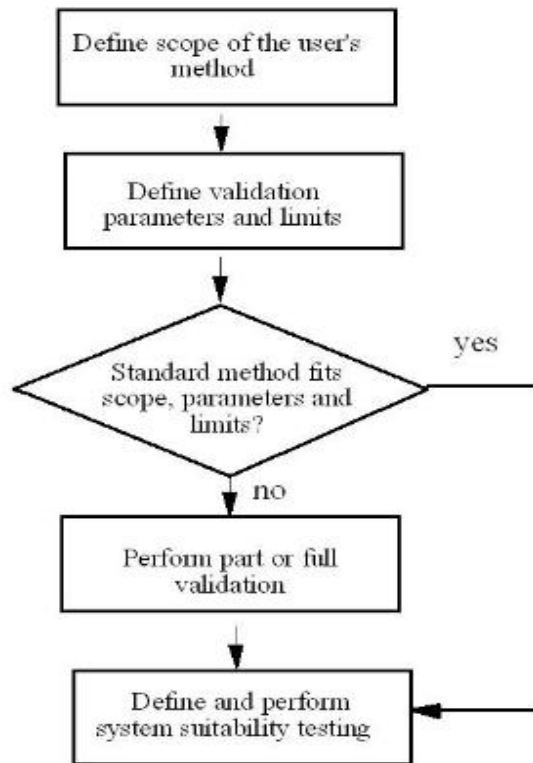 Define scope of the user's
method
Define validation
parameters and limits
yes
Standard method fits
scope, parameters and
limits?
no
Perform part or full
validation
Define and perform
system suitability testing